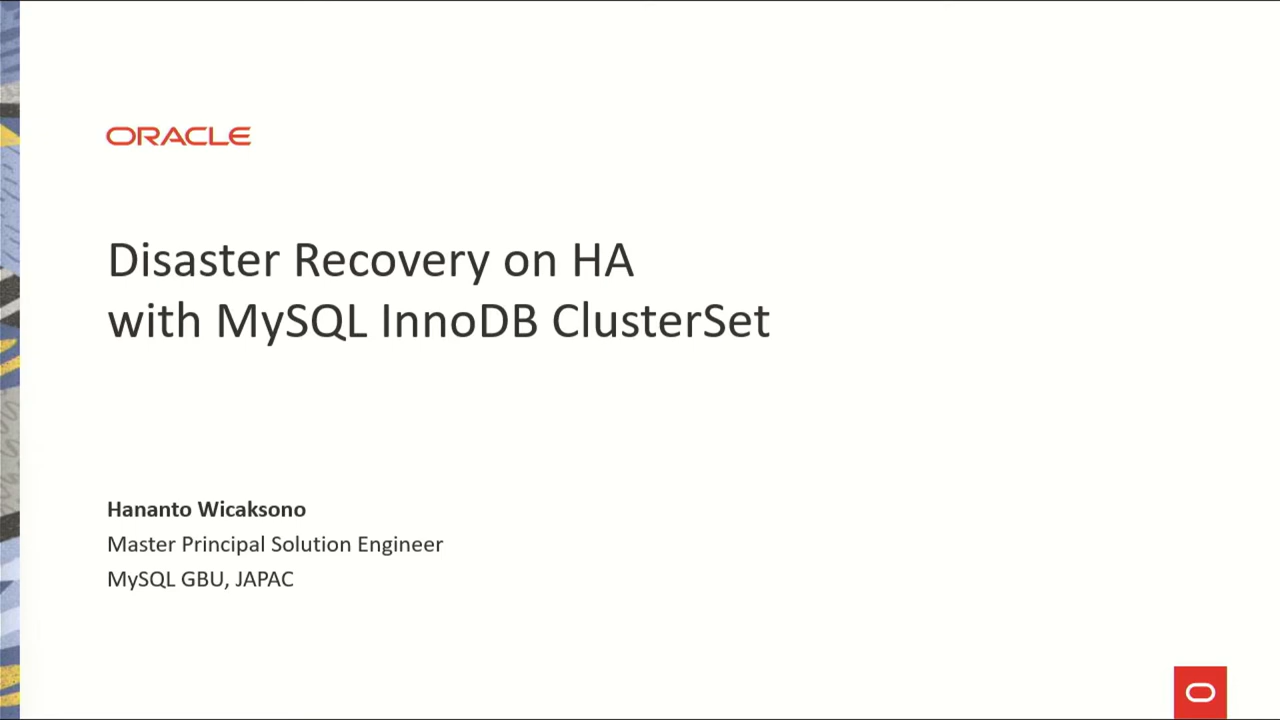 ORACLE
Disaster Recovery on HA
with MySQL InnoDB ClusterSet
Hananto Wicaksono
Master Principal Solution Engineer
MySQL GBU, JAPAC